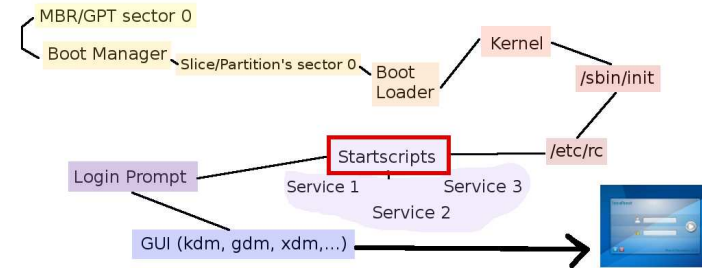 MBR/GPT sector 0
Boot Manager
Slice/Partition's sector 0
Boot
Loader
Kernel
/sbin/init
/etc/rc
Startscripts
Service 1
Service 2
Service 3
Login Prompt
GUI (kdm, gdm, xdm,...)